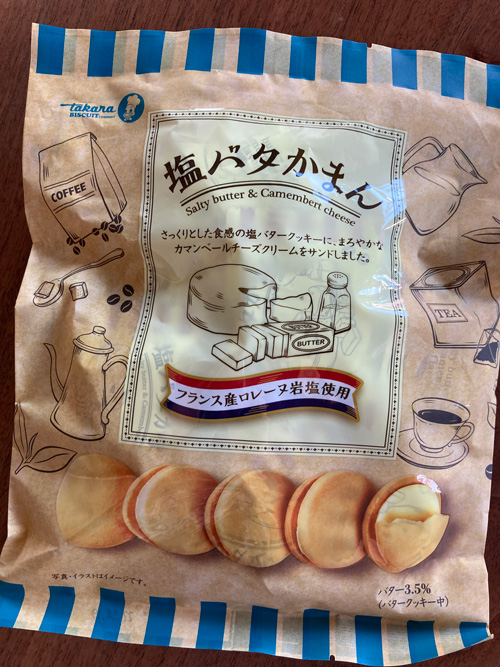 takara
BISCUIT COMPANY
塩バタかまん
Salty butter & Camembert cheese
さっくりとした食感の塩バタークッキーに、まろやかな
カマンベールチーズクリームをサンドしました。
COFFEE
TEA
BUTTER
フランス産ロレーヌ岩塩使用
写真・イラストはイメージです。
バター3.5%
(バタークッキー中)